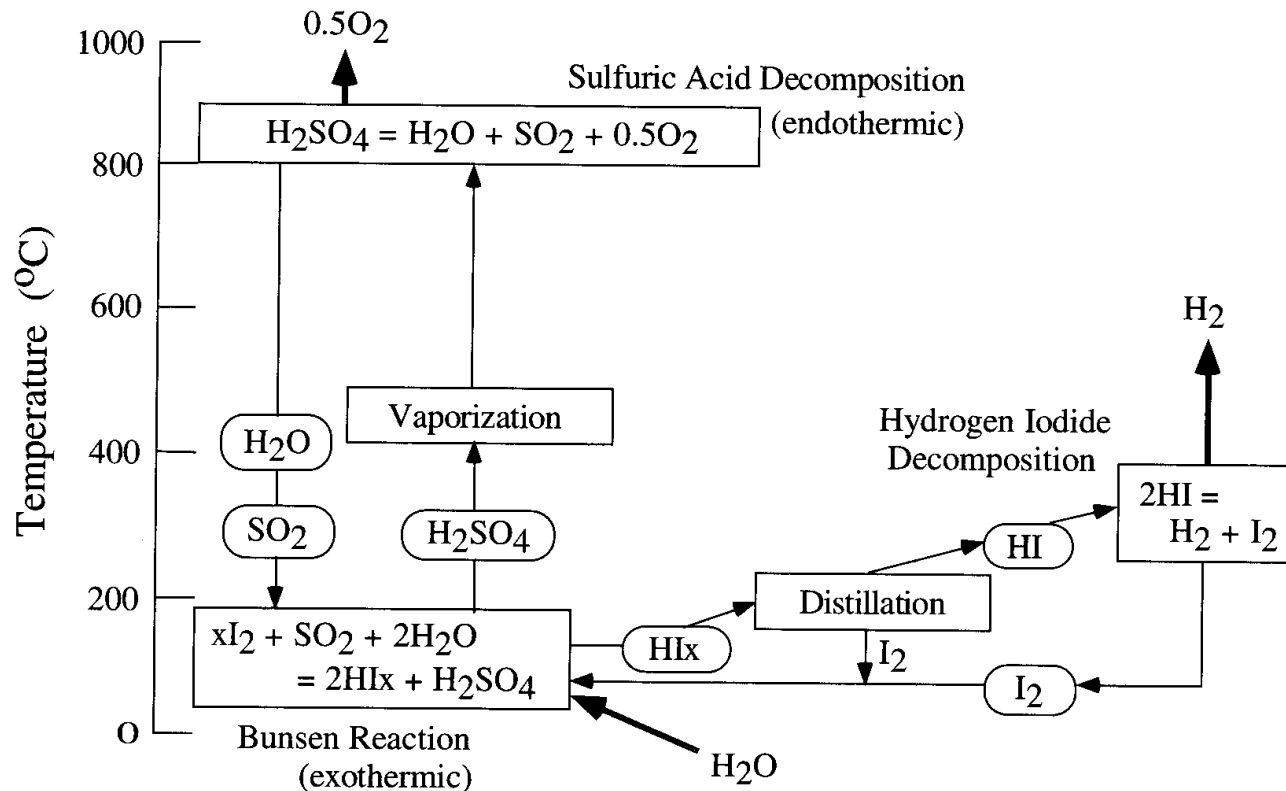 0.5O2
1000
Sulfuric Acid Decomposition
(endothermic)
H2SO4 = H2O + SO2 + 0.5O2
800
Temperature (ºC)
600
H2
Vaporization
Hydrogen Iodide
Decomposition
H2O
400
2HI =
H2 + I2
SO2
H2SO4
HI
200
Distillation
xI2 + SO2 + 2H2O
= 2HIx + H2SO4
HIx
I2
I2
O
Bunsen Reaction
(exothermic)
H2O